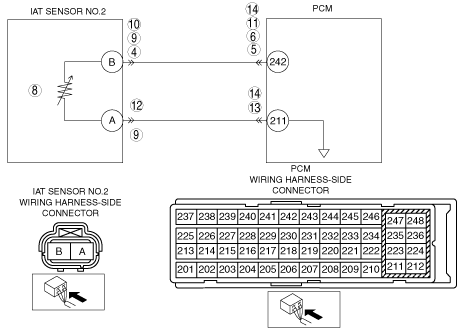 IAT SENSOR NO.2
PCM
10
9
4
14
11
6
5
B
242
8
12
14
13
A
211
9
PCM
WIRING HARNESS-SIDE
CONNECTOR
IAT SENSOR NO.2
WIRING HARNESS-SIDE
CONNECTOR
B A
237 238 239 240 241 242 243 244 245 246 247 248
225 226 227 228 229 230 231 232 233 234 235 236
213 214 215 216 217 218 219 220 221 222 223 224
201 202 203 204 205 206 207 208 209 210 211 212